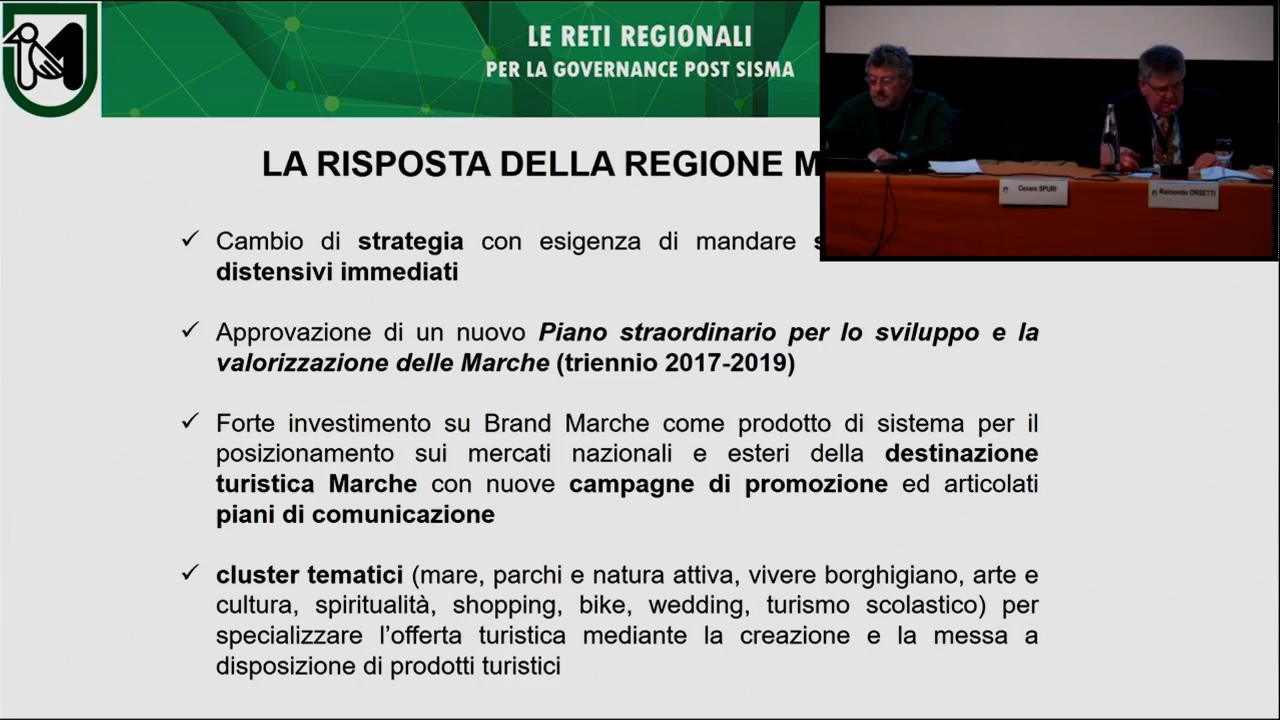 LE RETI REGIONALI
PER LA GOVERNANCE POST SISMA
LA RISPOSTA DELLA REGIONE
✓ Cambio di strategia con esigenza di mandare
distensivi immediati
✓ Approvazione di un nuovo Piano straordinario per lo sviluppo e la
valorizzazione delle Marche (triennio 2017-2019)
✓ Forte investimento su Brand Marche come prodotto di sistema per il
posizionamento sui mercati nazionali e esteri della destinazione
turistica Marche con nuove campagne di promozione ed articolati
piani di comunicazione
✓ cluster tematici (mare, parchi e natura attiva, vivere borghigiano, arte e
cultura, spiritualità, shopping, bike, wedding, turismo scolastico) per
specializzare l’offerta turistica mediante la creazione e la messa a
disposizione di prodotti turistici
Cesare SPURI
Raimondo ORSETTI